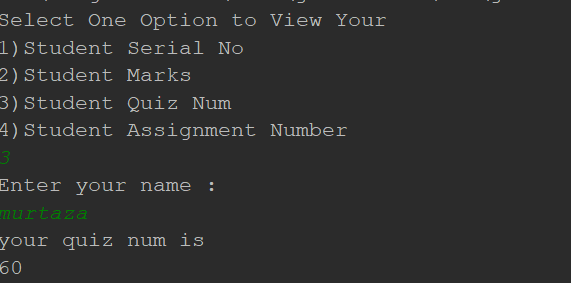 Select One Option to View Your
1)Student Serial No
2)Student Marks
3)Student Quiz Num
4)Student Assignment Number
3
Enter your name :
murtaza
your quiz num is
60